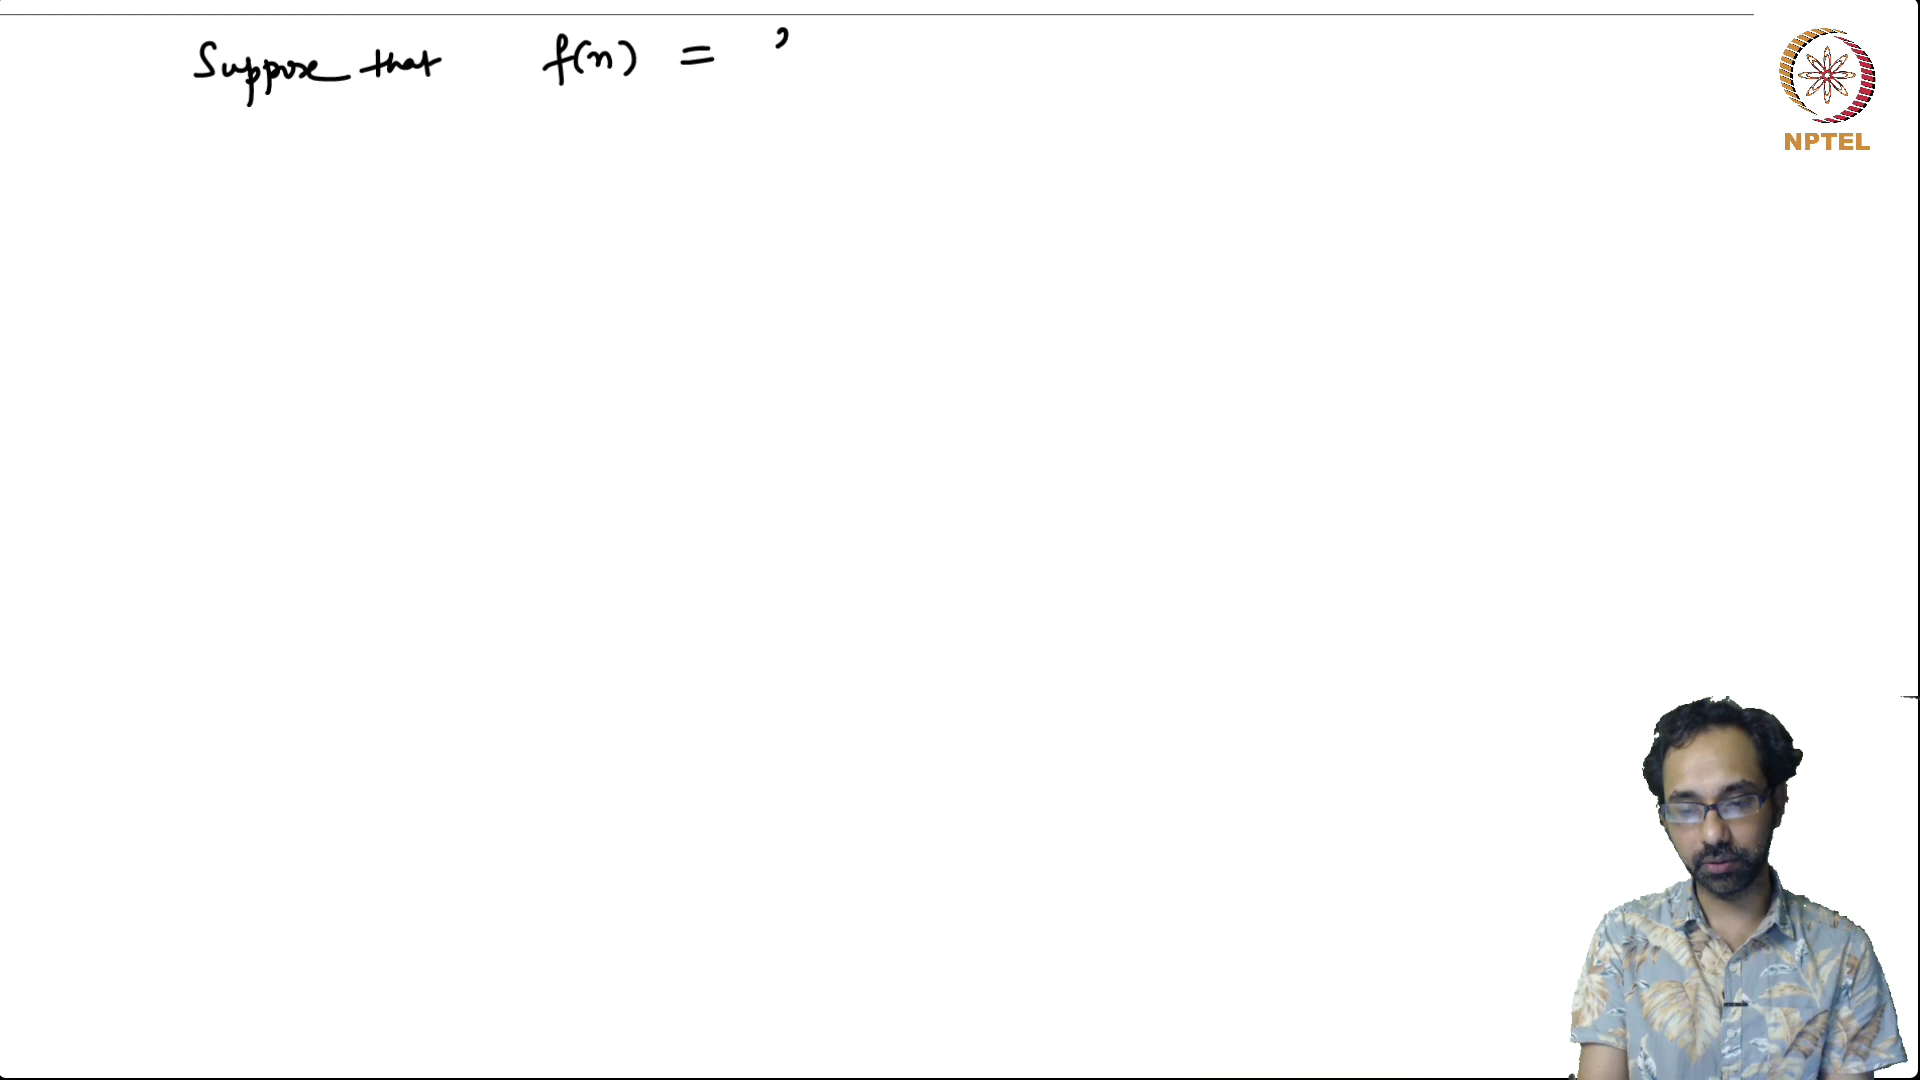 Suppose that f(n) =
NPTEL